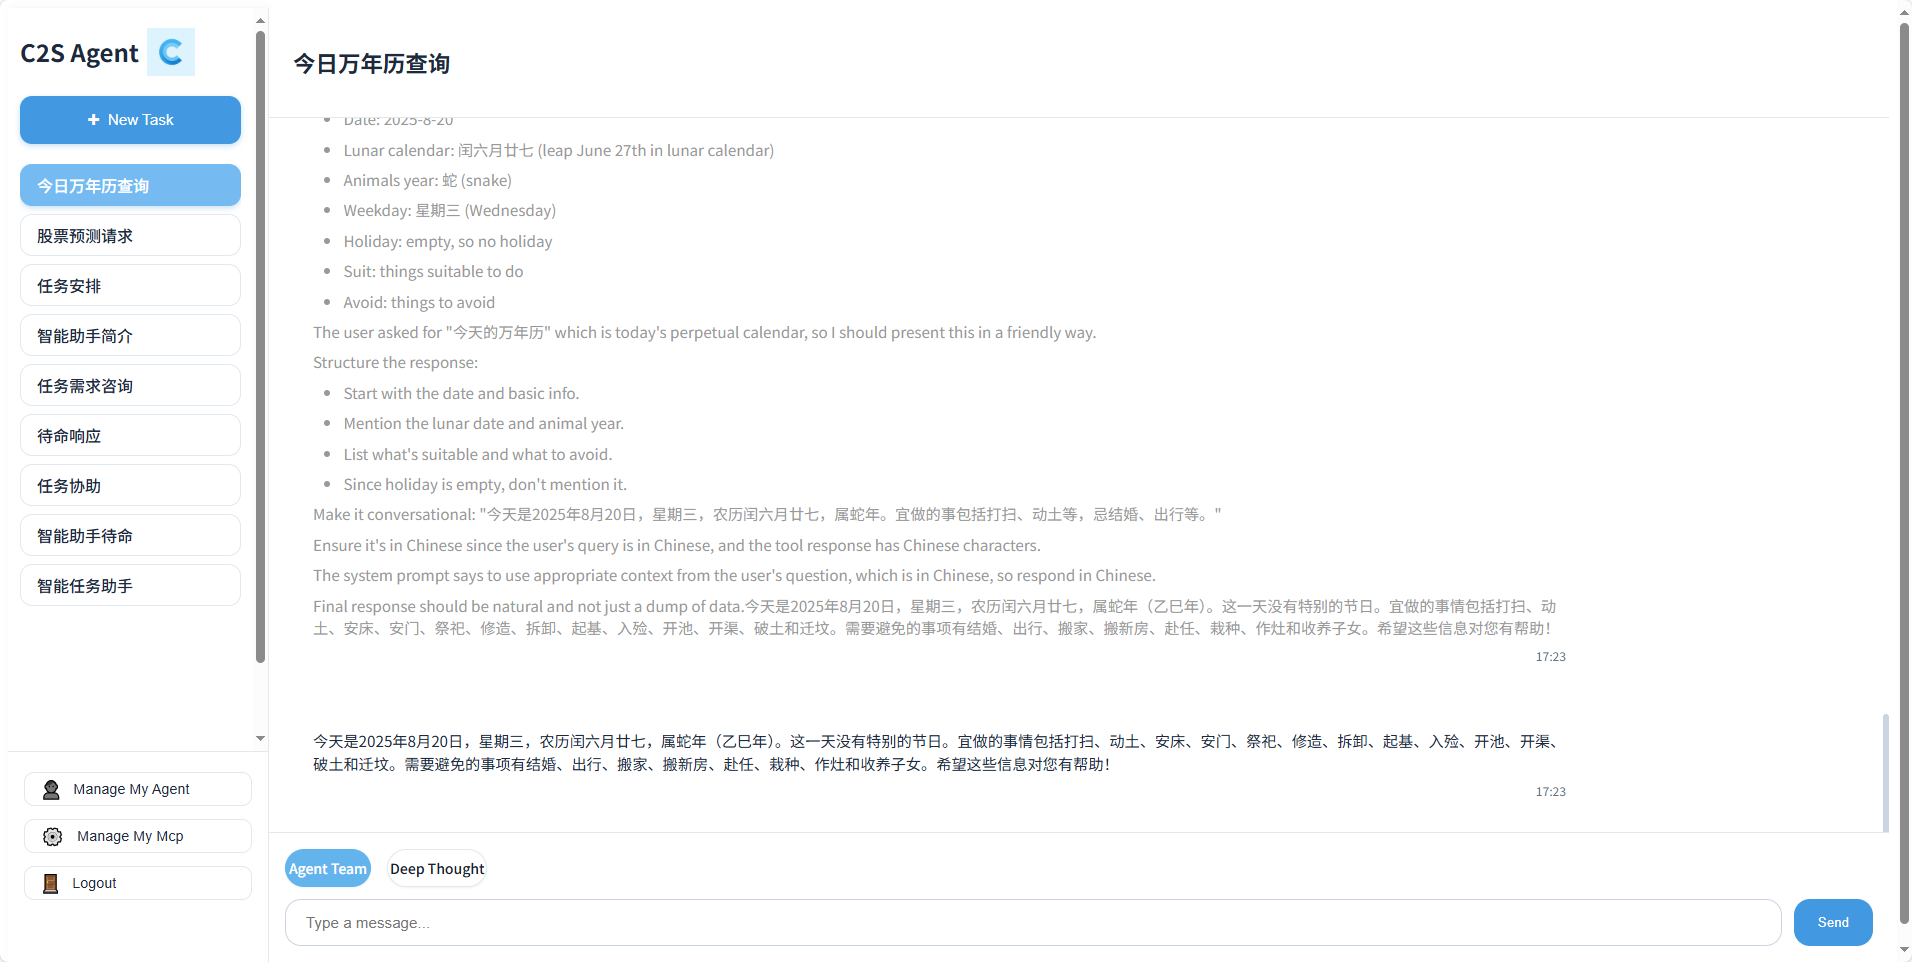 C2S Agent
New Task
今日万年历查询
股票预测请求
任务安排
智能助手简介
任务需求咨询
待命响应
任务协助
智能助手待命
智能任务助手
Manage My Agent
Manage My Mcp
Logout
今日万年历查询
Date: 2025-8-20
Lunar calendar: 闰六月廿七 (leap June 27th in lunar calendar)
Animals year: 蛇 (snake)
Weekday: 星期三 (Wednesday)
Holiday: empty, so no holiday
Suit: things suitable to do
Avoid: things to avoid
The user asked for "今天的万年历" which is today's perpetual calendar, so I should present this in a friendly way.
Structure the response:
Start with the date and basic info.
Mention the lunar date and animal year.
List what's suitable and what to avoid.
Since holiday is empty, don't mention it.
Make it conversational: "今天是2025年8月20日，星期三，农历闰六月廿七，属蛇年。宜做的事包括打扫、动土等，忌结婚、出行等。"
Ensure it's in Chinese since the user's query is in Chinese, and the tool response has Chinese characters.
The system prompt says to use appropriate context from the user's question, which is in Chinese, so respond in Chinese.
Final response should be natural and not just a dump of data.今天是2025年8月20日，星期三，农历闰六月廿七，属蛇年（乙巳年）。这一天没有特别的节日。宜做的事情包括打扫、动
土、安床、安门、祭祀、修造、拆卸、起基、入殓、开池、开渠、破土和迁坟。需要避免的事项有结婚、出行、搬家、搬新房、赴任、栽种、作灶和收养子女。希望这些信息对您有帮助！
17:23
今天是2025年8月20日，星期三，农历闰六月廿七，属蛇年（乙巳年）。这一天没有特别的节日。宜做的事情包括打扫、动土、安床、安门、祭祀、修造、拆卸、起基、入殓、开池、开渠、
破土和迁坟。需要避免的事项有结婚、出行、搬家、搬新房、赴任、栽种、作灶和收养子女。希望这些信息对您有帮助！
17:23
Agent Team
Deep Thought
Type a message...
Send